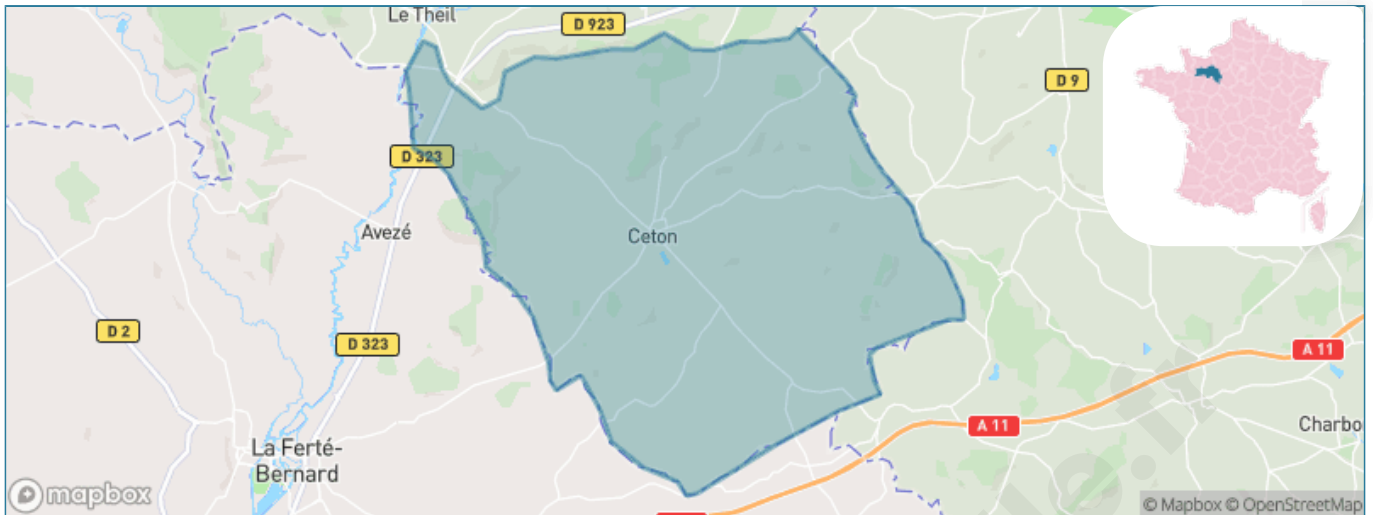 Le Theil
D 923
D 9
D 323
Avezé
Ceton
D 2
D 323
A 11
A 11
Charbo
La Ferté-
Bernard
mapbox
© Mapbox © OpenStreetMap